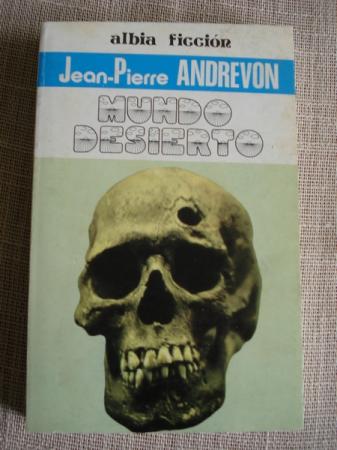 albia ficción
Jean-Pierre ANDREVON
MUNDO
DESIERTO